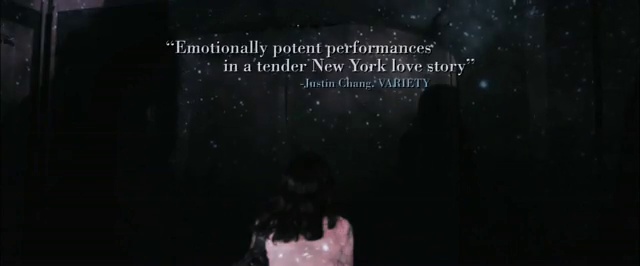 “Emotionally potent performances
in a tender New York love story”
-Justin Chang, VARIETY